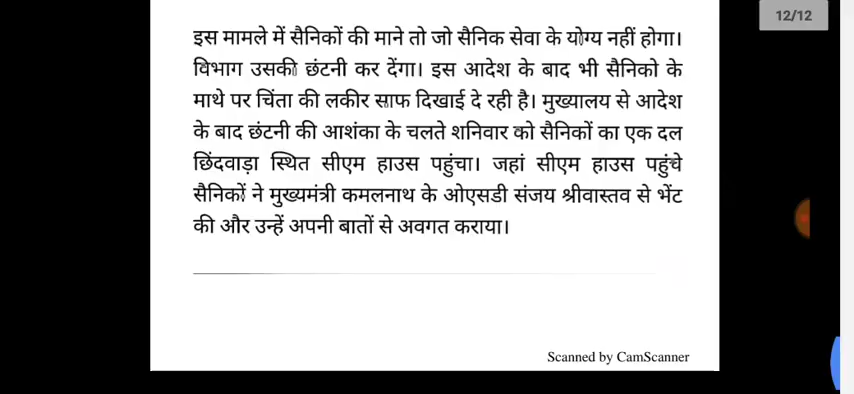 12/12
इस मामले में सैनिकों की माने तो जो सैनिक सेवा के योग्य नहीं होगा।
विभाग उसकी छंटनी कर देंगा। इस आदेश के बाद भी सैनिको के
माथे पर चिंता की लकीर साफ दिखाई दे रही है। मुख्यालय से आदेश
के बाद छंटनी की आशंका के चलते शनिवार को सैनिकों का एक दल
छिंदवाड़ा स्थित सीएम हाउस पहुंचा। जहां सीएम हाउस पहुंचे
सैनिकों ने मुख्यमंत्री कमलनाथ के ओएसडी संजय श्रीवास्तव से भेंट
की और उन्हें अपनी बातों से अवगत कराया।
Scanned by CamScanner